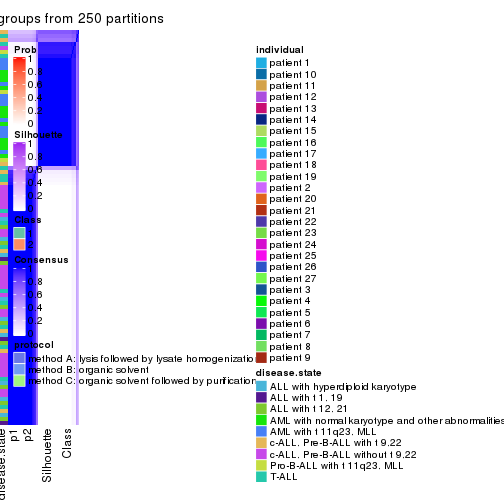 groups from 250 partitions
Prob
1
0.8
0.6
0.4
0.2
0
Silhouette
1
0.8
0.6
0.4
0.2
0
Class
1
2
Consensus
1
0.8
0.6
0.4
0.2
0
protocol
method A: lysis followed by lysate homogenizatio
method B: organic solvent
method C: organic solvent followed by purification
disease.state
p1
p2
Silhouette
Class
individual
patient 1
patient 10
patient 11
patient 12
patient 13
patient 14
patient 15
patient 16
patient 17
patient 18
patient 19
patient 2
patient 20
patient 21
patient 22
patient 23
patient 24
patient 25
patient 26
patient 27
patient 3
patient 4
patient 5
patient 6
patient 7
patient 8
patient 9
disease.state
ALL with hyperdiploid karyotype
ALL with t1. 19
ALL with t12. 21
AML with normal karyotype and other abnormalities
AML with t11q23. MLL
c-ALL. Pre-B-ALL with t9.22
c-ALL. Pre-B-ALL without t9.22
Pro-B-ALL with t11q23. MLL
T-ALL